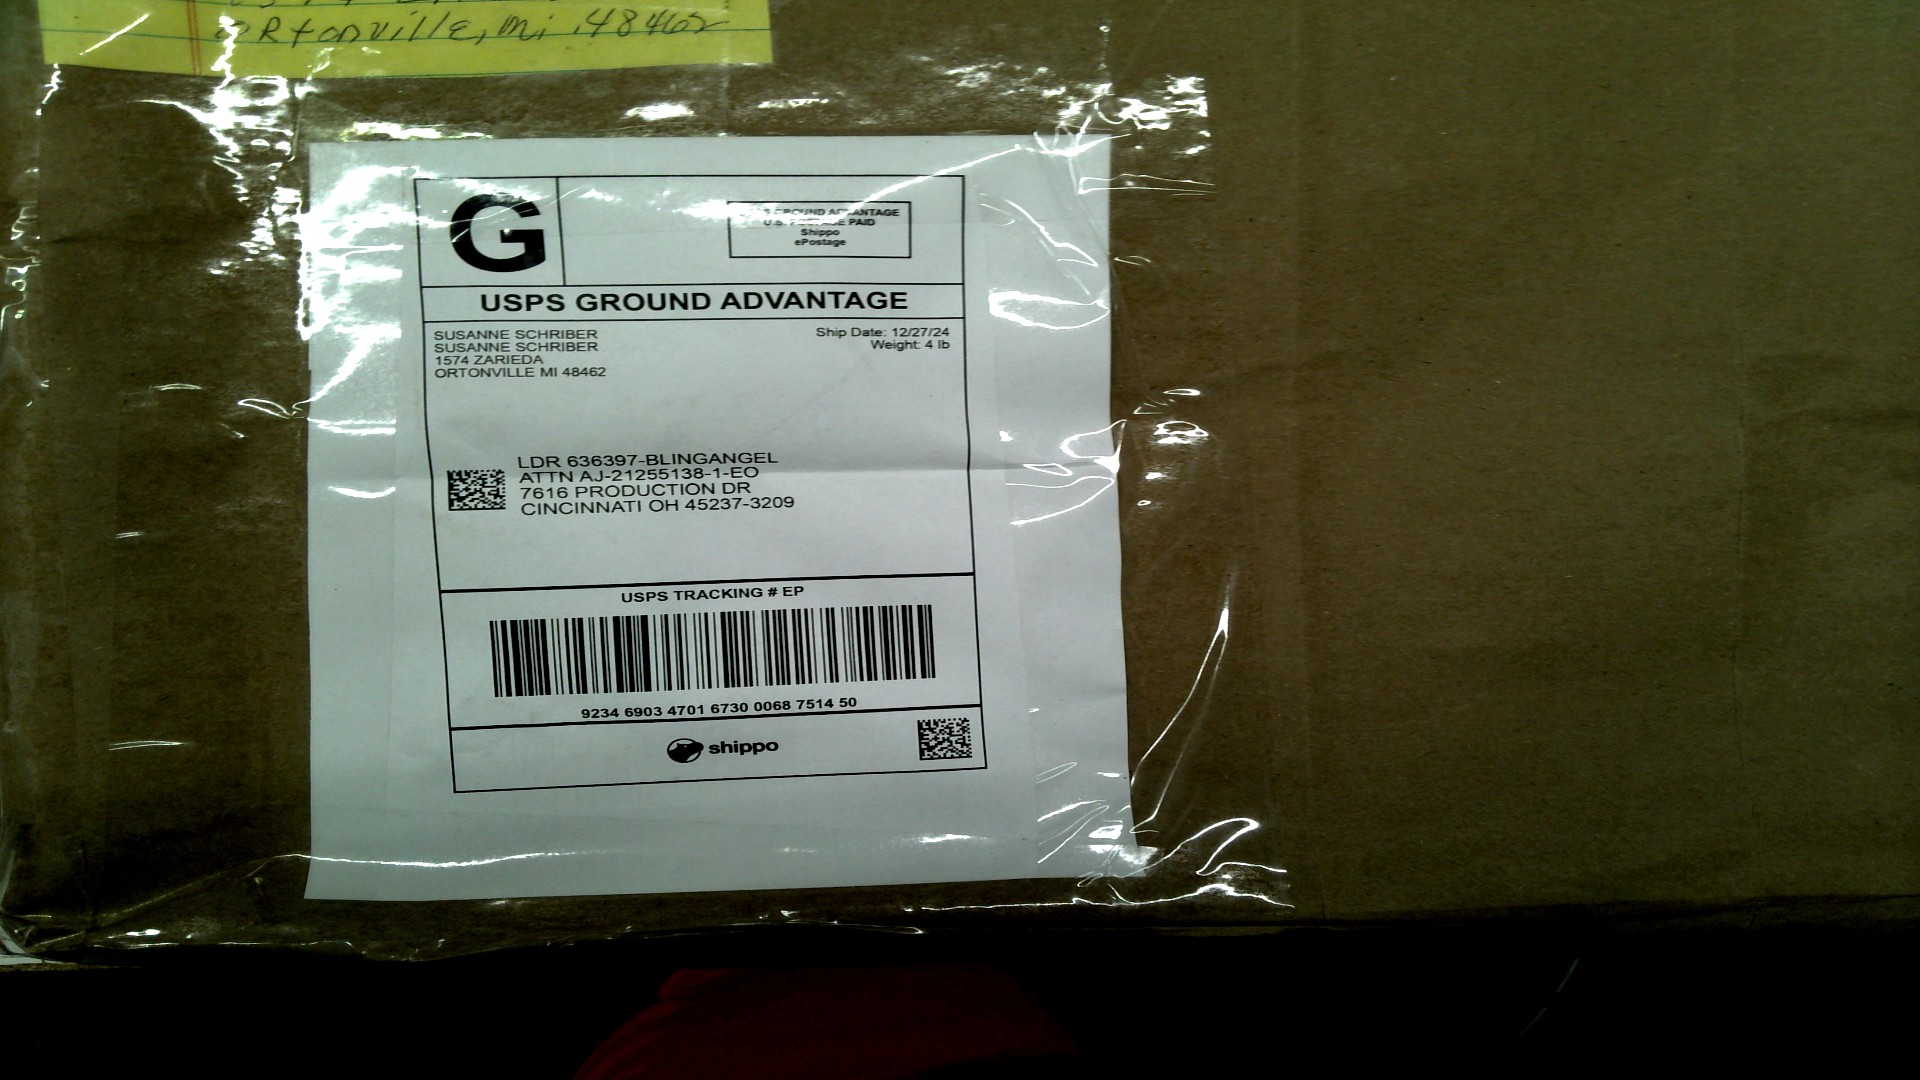 Ortonville, Mi. 48462
G
GROUND ADVANTAGE
U.S. POSTAGE PAID
Shippo
ePostage
USPS GROUND ADVANTAGE
SUSANNE SCHRIBER
SUSANNE SCHRIBER
1574 ZARIEDA
ORTONVILLE MI 48462
Ship Date: 12/27/24
Weight: 4 lb
LDR 636397-BLINGANGEL
ATTN AJ-21255138-1-EO
7616 PRODUCTION DR
CINCINNATI OH 45237-3209
USPS TRACKING # EP
9234 6903 4701 6730 0068 7514 50
shippo